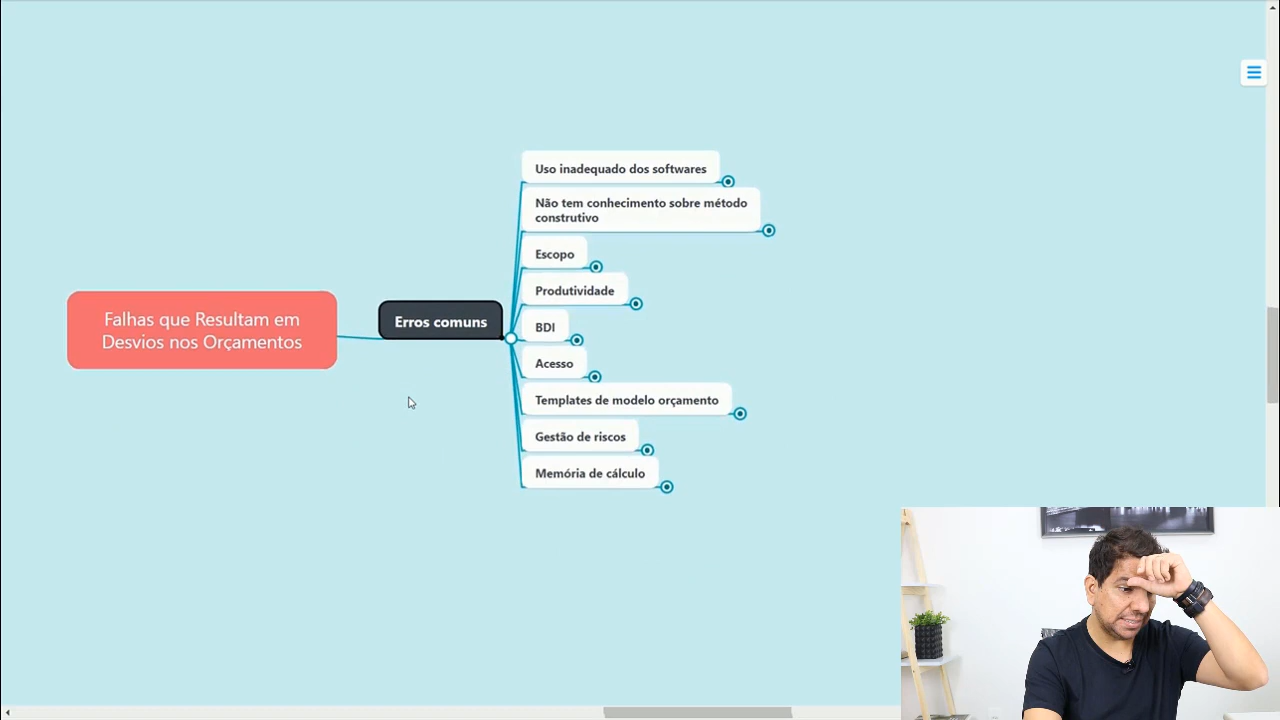 Uso inadequado dos softwares
Não tem conhecimento sobre método
construtivo
Escopo
Produtividade
Falhas que Resultam em
Desvios nos Orçamentos
Erros comuns
BDI
Acesso
Templates de modelo orçamento
Gestão de riscos
Memória de cálculo